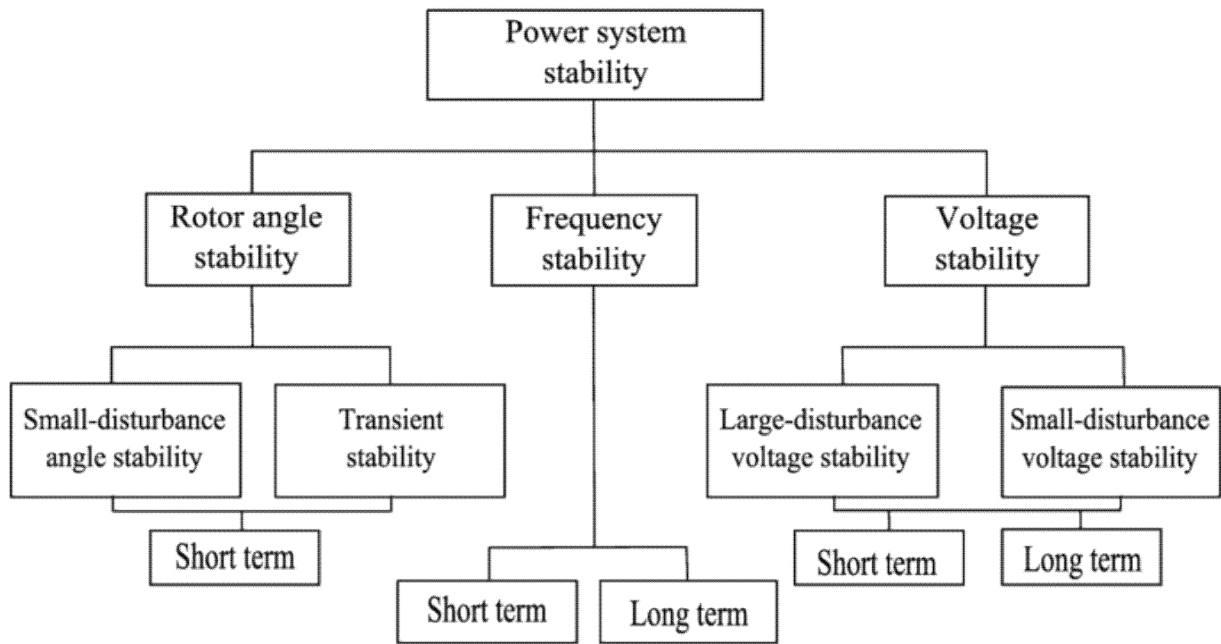 Power system
stability
Rotor angle
stability
Frequency
stability
Voltage
stability
Small-disturbance
angle stability
Transient
stability
Large-disturbance
voltage stability
Small-disturbance
voltage stability
Short term
Short term
Long term
Short term
Long term